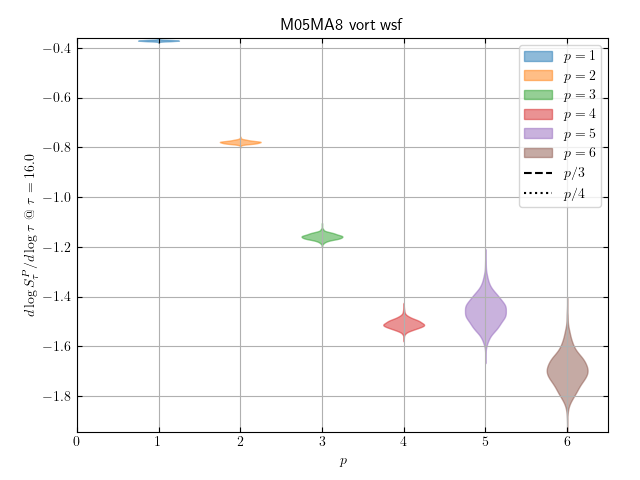 M05MA8 vort wsf
d log S_τ^P / d log τ @ τ = 16.0
−0.4
−0.6
−0.8
−1.0
−1.2
−1.4
−1.6
−1.8
0 1 2 3 4 5 6
p
p = 1
p = 2
p = 3
p = 4
p = 5
p = 6
p/3
p/4